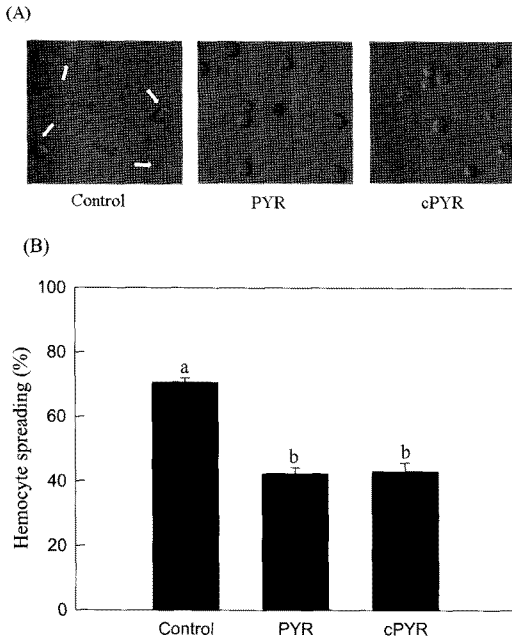 (A)
Control PYR cPYR
(B)
100
80
60
40
20
0
Hemocyte spreading (%)
a
b
b
Control PYR cPYR